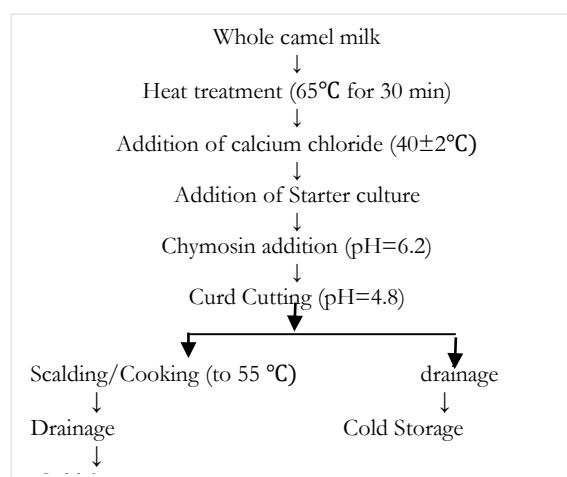 Whole camel milk
↓
Heat treatment (65℃ for 30 min)
↓
Addition of calcium chloride (40±2℃)
↓
Addition of Starter culture
↓
Chymosin addition (pH=6.2)
↓
Curd Cutting (pH=4.8)
Scalding/Cooking (to 55 ℃) drainage
↓ ↓
Drainage Cold Storage
↓